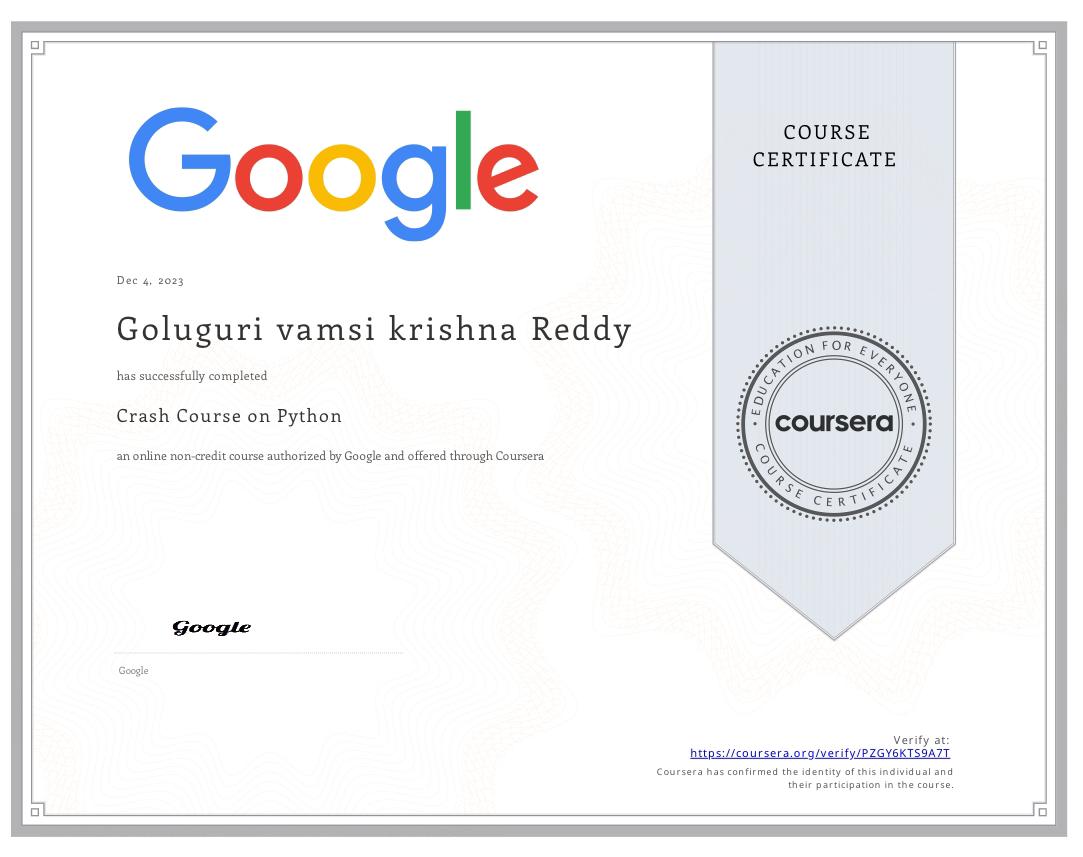 Google
COURSE
CERTIFICATE
Dec 4, 2023
Goluguri vamsi krishna Reddy
has successfully completed
Crash Course on Python
an online non-credit course authorized by Google and offered through Coursera
EDUCATION FOR EVERYONE
coursera
COURSE CERTIFICATE
Google
Google
Verify at:
https://coursera.org/verify/PZGY6KTS9A7T
Coursera has confirmed the identity of this individual and
their participation in the course.